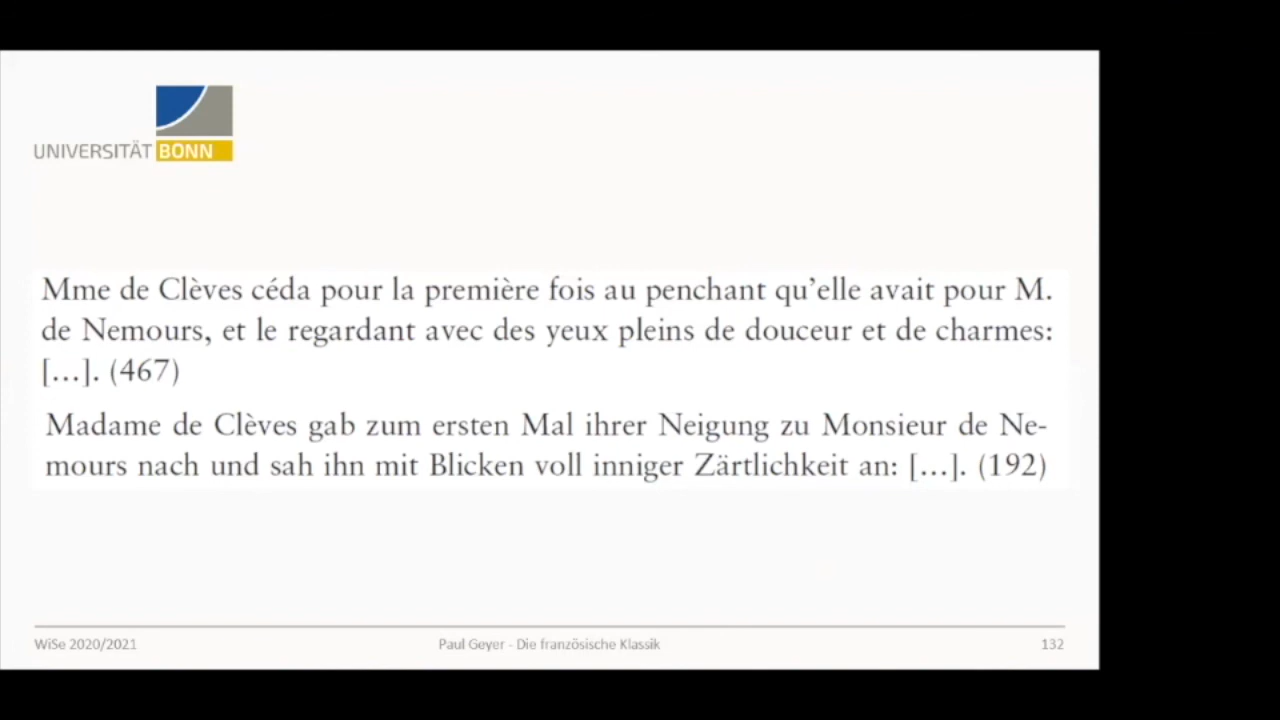 UNIVERSITÄT BONN
Mme de Clèves céda pour la première fois au penchant qu’elle avait pour M.
de Nemours, et le regardant avec des yeux pleins de douceur et de charmes:
[…]. (467)
Madame de Clèves gab zum ersten Mal ihrer Neigung zu Monsieur de Ne-
mours nach und sah ihn mit Blicken voll inniger Zärtlichkeit an: […]. (192)
WiSe 2020/2021
Paul Geyer - Die französische Klassik
132